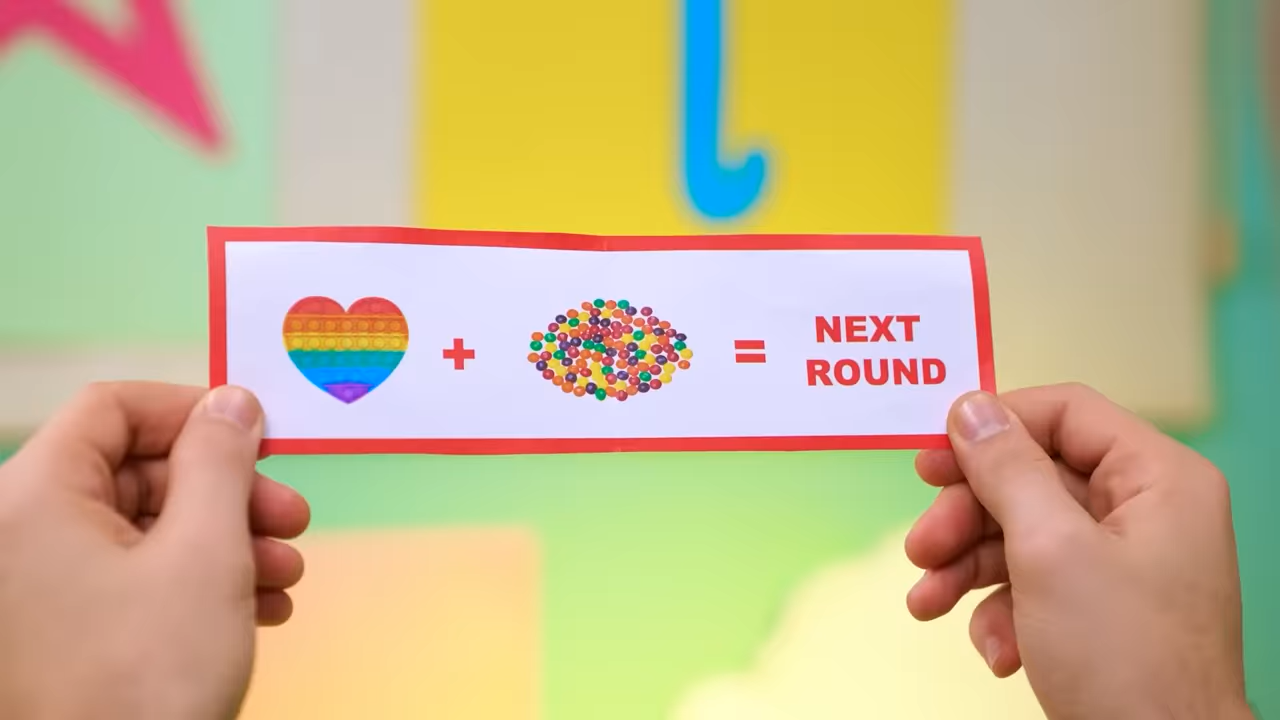 + = NEXT
ROUND